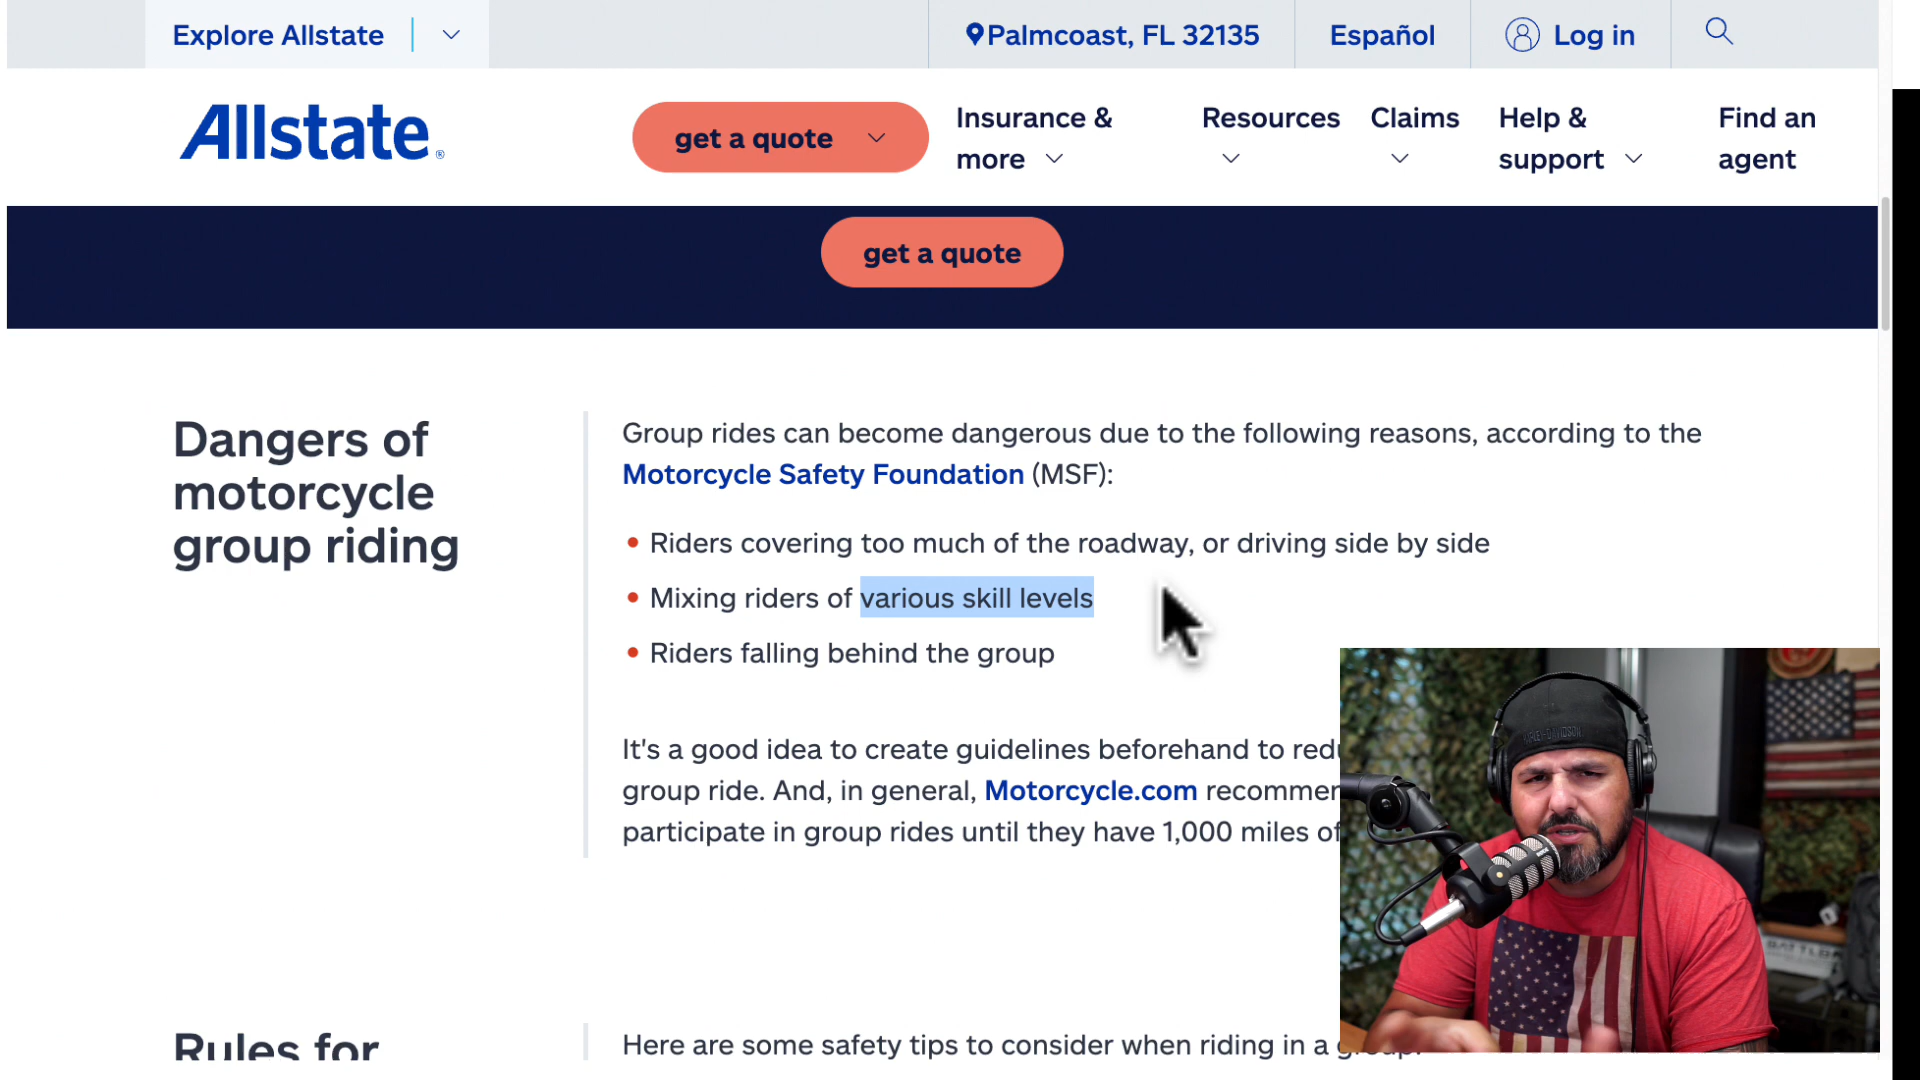 Explore Allstate
Palmcoast, FL 32135
Español
Log in
Allstate®
get a quote
Insurance & more
Resources
Claims
Help & support
Find an agent
get a quote
Dangers of
motorcycle
group riding
Group rides can become dangerous due to the following reasons, according to the
Motorcycle Safety Foundation (MSF):
• Riders covering too much of the roadway, or driving side by side
• Mixing riders of various skill levels
• Riders falling behind the group
It's a good idea to create guidelines beforehand to
group ride. And, in general, Motorcycle.com
participate in group rides until they have 1,000 miles of
Rules for
Here are some safety tips to consider when riding in a
HARLEY-DAVIDSON